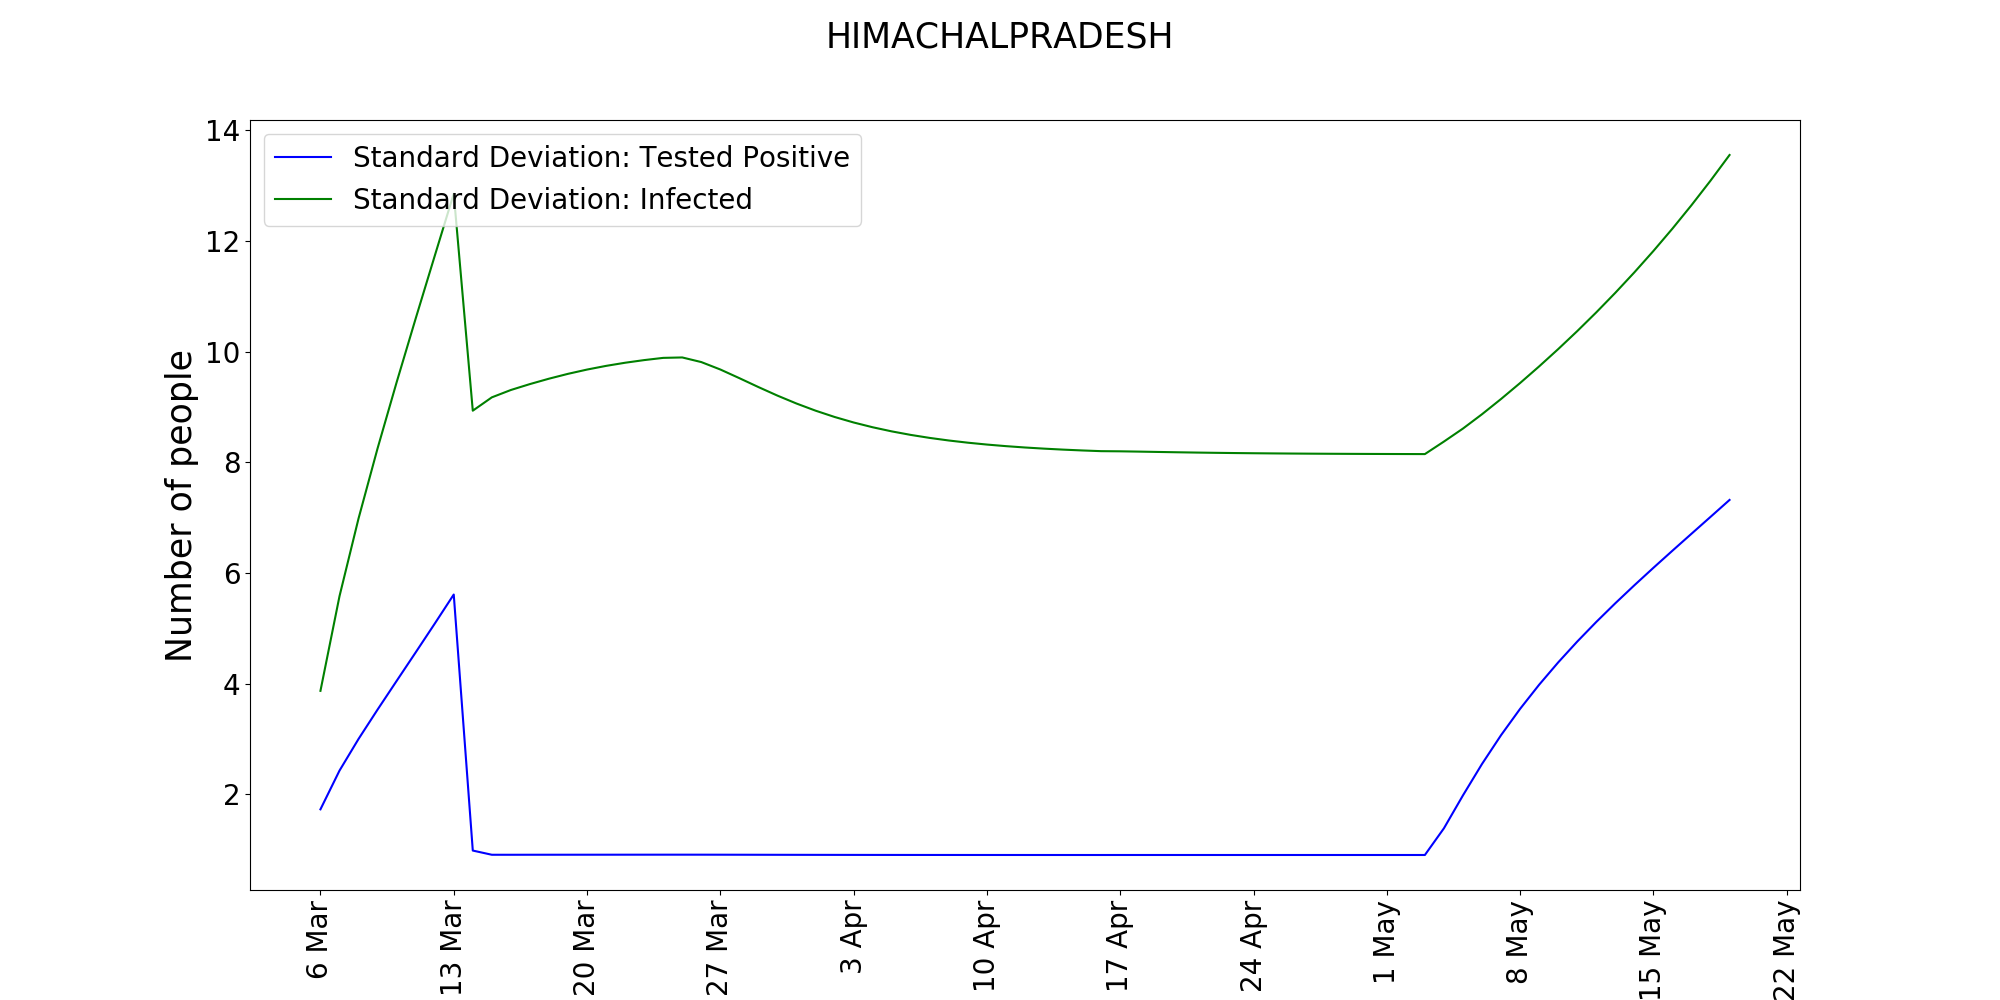 HIMACHALPRADESH
Standard Deviation: Tested Positive
Standard Deviation: Infected
Number of people
14
12
10
8
6
4
2
6 Mar
13 Mar
20 Mar
27 Mar
3 Apr
10 Apr
17 Apr
24 Apr
1 May
8 May
15 May
22 May